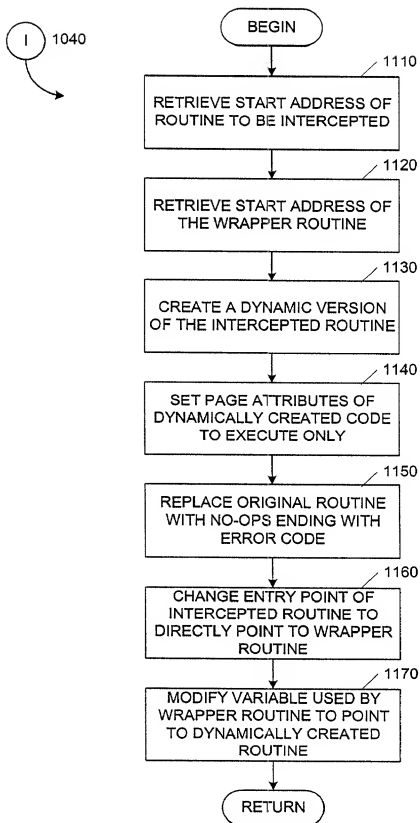 I 1040
BEGIN
1110
RETRIEVE START ADDRESS OF
ROUTINE TO BE INTERCEPTED
1120
RETRIEVE START ADDRESS OF
THE WRAPPER ROUTINE
1130
CREATE A DYNAMIC VERSION
OF THE INTERCEPTED ROUTINE
1140
SET PAGE ATTRIBUTES OF
DYNAMICALLY CREATED CODE
TO EXECUTE ONLY
1150
REPLACE ORIGINAL ROUTINE
WITH NO-OPS ENDING WITH
ERROR CODE
1160
CHANGE ENTRY POINT OF
INTERCEPTED ROUTINE TO
DIRECTLY POINT TO WRAPPER
ROUTINE
1170
MODIFY VARIABLE USED BY
WRAPPER ROUTINE TO POINT
TO DYNAMICALLY CREATED
ROUTINE
RETURN